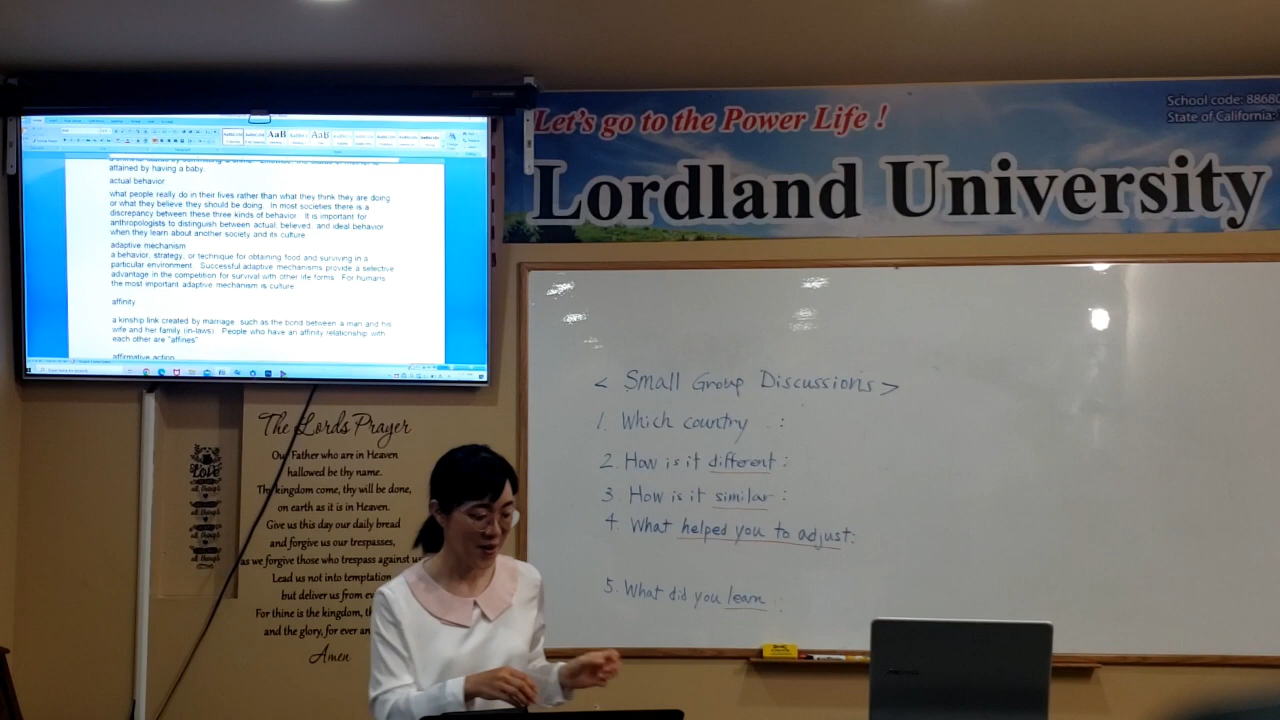 attained by having a baby.
actual behavior
what people really do in their lives rather than what they think they are doing
or what they believe they should be doing. In most societies there is a
discrepancy between these three kinds of behavior. It is important for
anthropologists to distinguish between actual, believed, and ideal behavior
when they learn about another society and its culture
adaptive mechanism
a behavior, strategy, or technique for obtaining food and surviving in a
particular environment. Successful adaptive mechanisms provide a selective
advantage in the competition for survival with other life forms. For humans
the most important adaptive mechanism is culture
affinity
a kinship link created by marriage such as the bond between a man and his
wife and her family (in-laws). People who have an affinity relationship with
each other are "affines"
affirmative action
Let's go to the Power Life !
School code: 88680
State of California:
Lordland University
< Small Group Discussions >
1. Which country :
2. How is it different :
3. How is it similar :
4. What helped you to adjust:
5. What did you learn :
The Lords Prayer
Our Father who are in Heaven
hallowed be thy name.
Thy kingdom come, thy will be done,
on earth as it is in Heaven.
Give us this day our daily bread
and forgive us our trespasses,
as we forgive those who trespass against us
Lead us not into temptation
but deliver us from
For thine is the kingdom,
and the glory, for ever
Amen
LOVE
all things
all things
all things